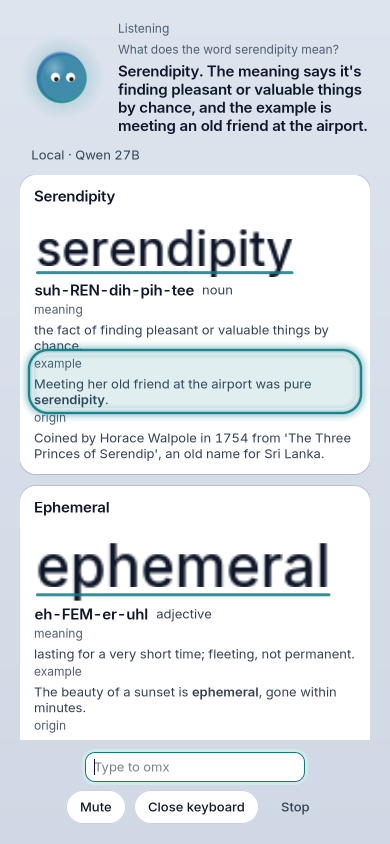 Listening
What does the word serendipity mean?
Serendipity. The meaning says it's
finding pleasant or valuable things
by chance, and the example is
meeting an old friend at the airport.
Local · Qwen 27B
Serendipity
serendipity
suh-REN-dih-pih-tee noun
meaning
the fact of finding pleasant or valuable things by
chance.
example
Meeting her old friend at the airport was pure
serendipity.
origin
Coined by Horace Walpole in 1754 from 'The Three
Princes of Serendip', an old name for Sri Lanka.
Ephemeral
ephemeral
eh-FEM-er-uhl adjective
meaning
lasting for a very short time; fleeting, not permanent.
example
The beauty of a sunset is ephemeral, gone within
minutes.
origin
Type to omx
Mute Close keyboard Stop